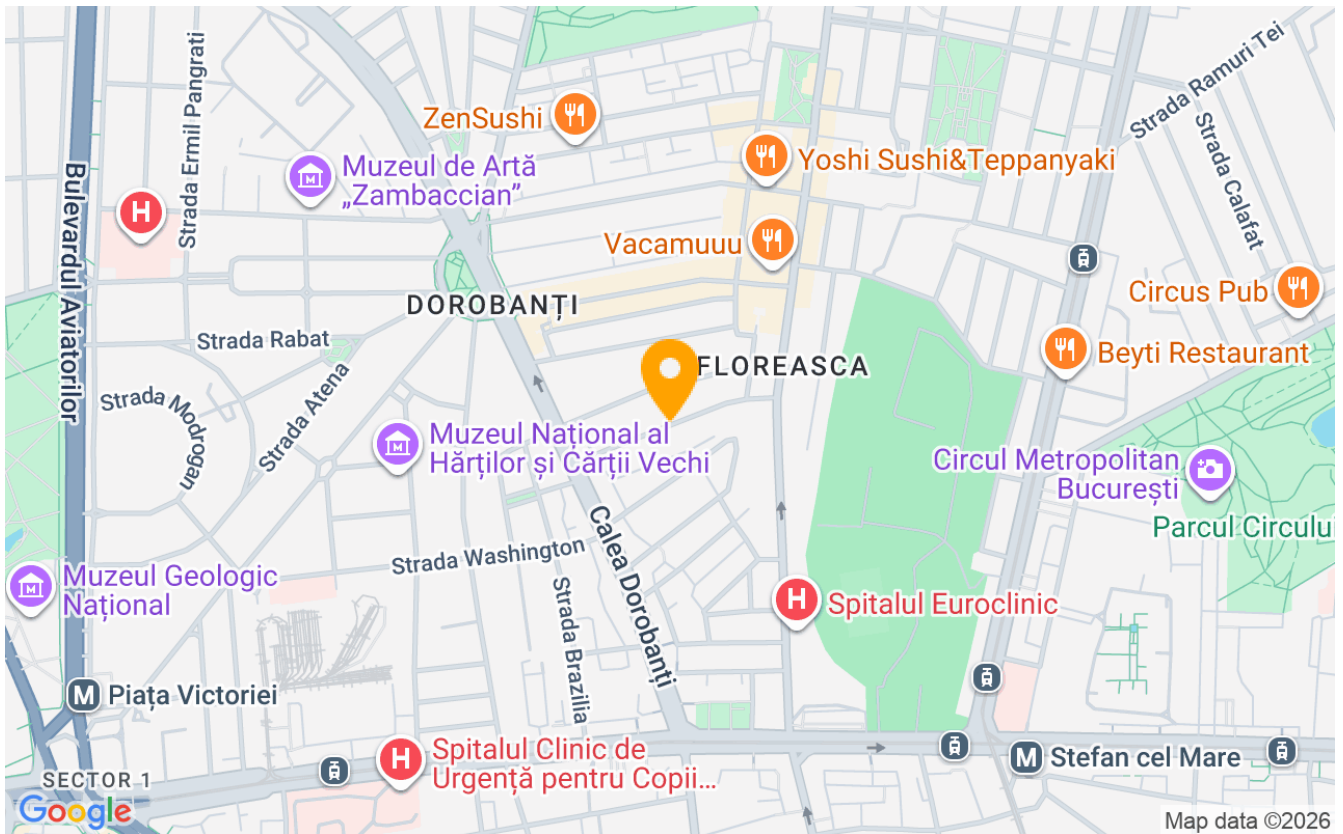 Strada Ermil Pangrati
Bulevardul Aviatorilor
ZenSushi
Muzeul de Artă
„Zambaccian”
Yoshi Sushi&Teppanyaki
Vacamuuu
Strada Ramuri Tei
Strada Calafat
Circus Pub
Beyti Restaurant
DOROBANȚI
FLOREASCA
Strada Rabat
Strada Atena
Strada Modrogan
Muzeul Național al
Hărților și Cărții Vechi
Circul Metropolitan
București
Parcul Circului
Strada Washington
Calea Dorobanți
Strada Brazilia
Muzeul Geologic
Național
H
H Spitalul Euroclinic
M Piața Victoriei
H Spitalul Clinic de
Urgență pentru Copii...
M Stefan cel Mare
SECTOR 1
Google
Map data ©2026